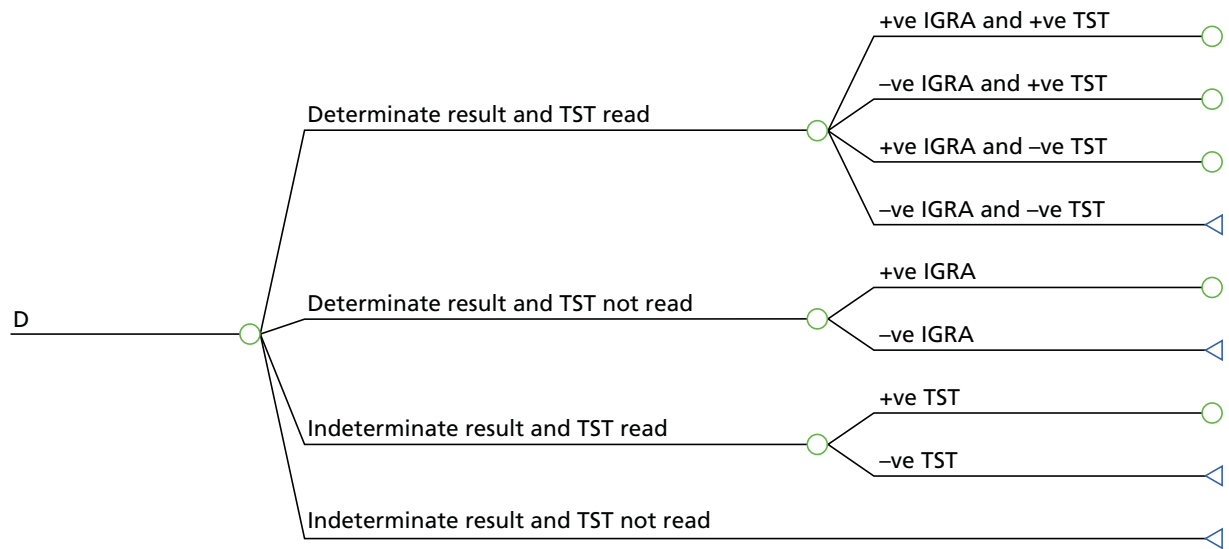 +ve IGRA and +ve TST
–ve IGRA and +ve TST
Determinate result and TST read
+ve IGRA and –ve TST
–ve IGRA and –ve TST
+ve IGRA
Determinate result and TST not read
D
–ve IGRA
+ve TST
Indeterminate result and TST read
–ve TST
Indeterminate result and TST not read